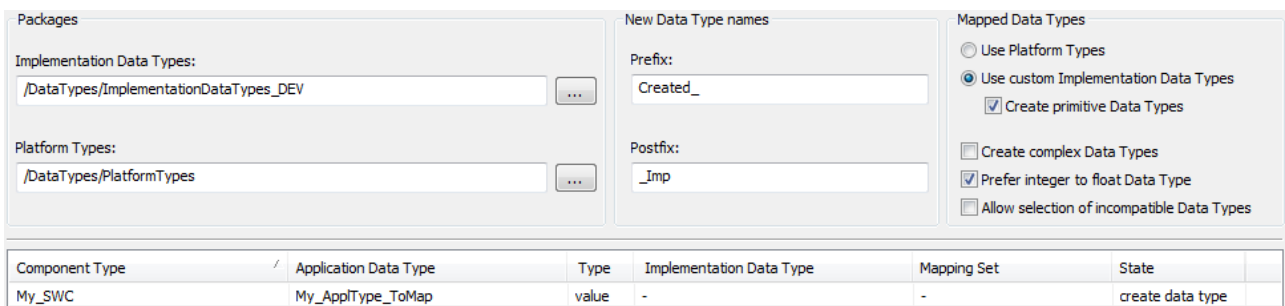 Packages
Implementation Data Types:
/DataTypes/ImplementationDataTypes_DEV
...
Platform Types:
/DataTypes/PlatformTypes
...
New Data Type names
Prefix:
Created_
Postfix:
_Imp
Mapped Data Types
Use Platform Types
Use custom Implementation Data Types
Create primitive Data Types
Create complex Data Types
Prefer integer to float Data Type
Allow selection of incompatible Data Types
Component Type Application Data Type Type Implementation Data Type Mapping Set State
My_SWC My_ApplType_ToMap value - - create data type